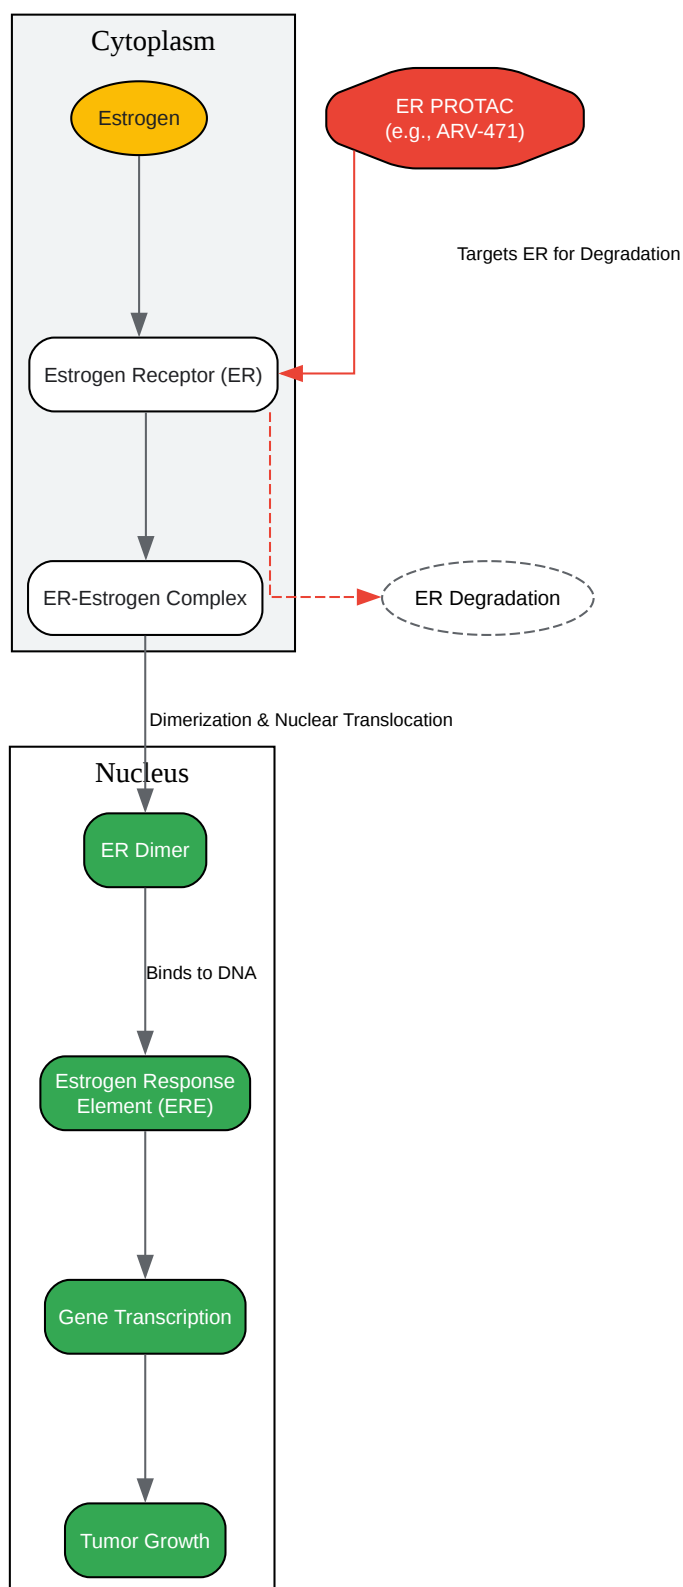 Cytoplasm
Estrogen
ER PROTAC
(e.g., ARV-471)
Targets ER for Degradation
Estrogen Receptor (ER)
ER-Estrogen Complex
ER Degradation
Dimerization & Nuclear Translocation
Nucleus
ER Dimer
Binds to DNA
Estrogen Response
Element (ERE)
Gene Transcription
Tumor Growth